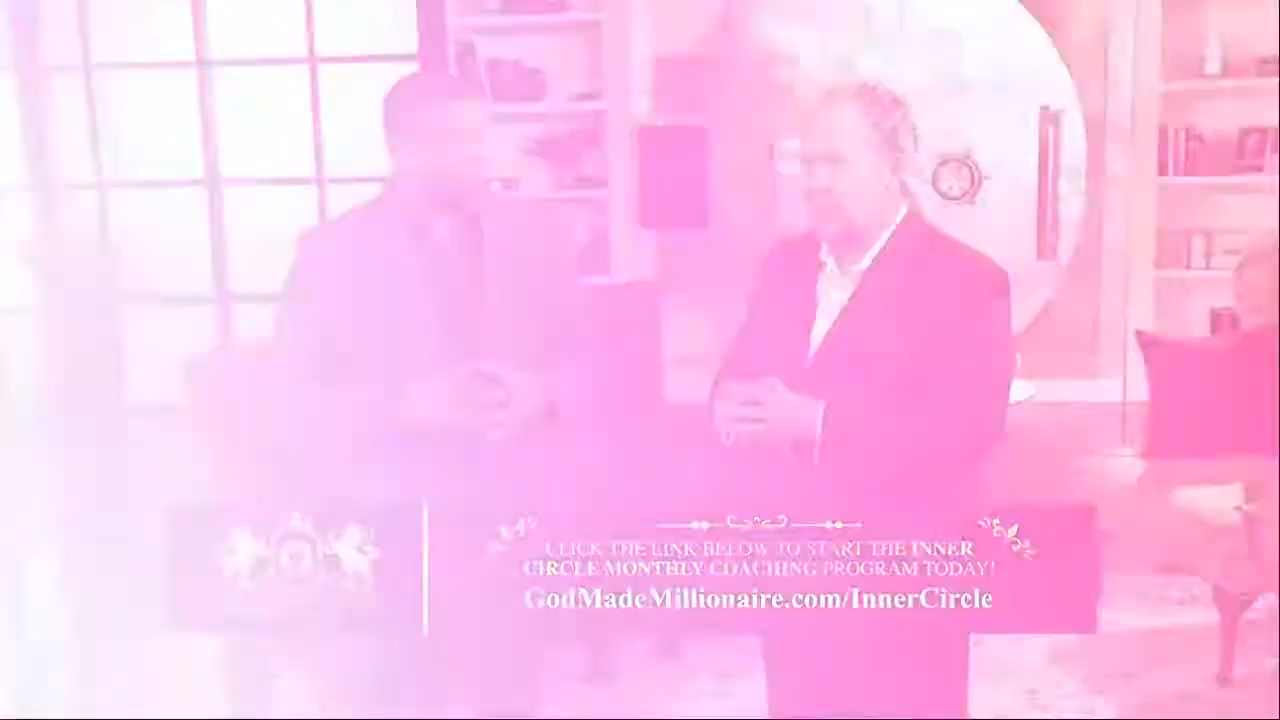 CLICK THE LINK BELOW TO START THE INNER
CIRCLE MONTHLY COACHING PROGRAM TODAY!
GodMadeMillionaire.com/InnerCircle